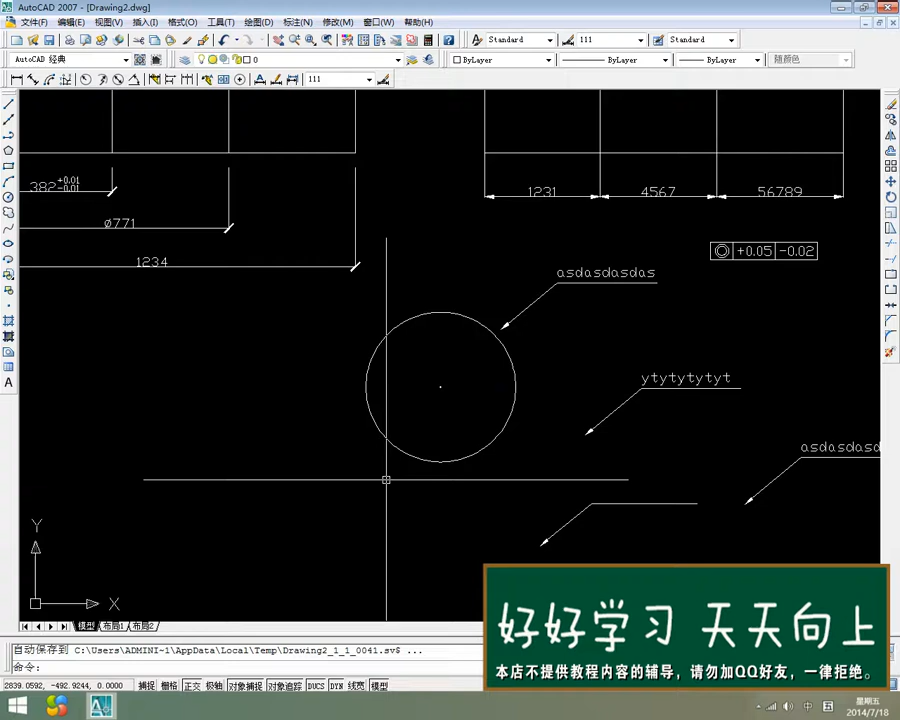 AutoCAD 2007 - [Drawing2.dwg]
文件(F) 编辑(E) 视图(V) 插入(I) 格式(O) 工具(T) 绘图(D) 标注(N) 修改(M) 窗口(W) 帮助(H)
Standard 111 Standard
AutoCAD 经典 0 ByLayer ByLayer ByLayer 随颜色
111
382 +0.01 -0.01
1231 4567 56789
ø771
+0.05 -0.02
1234
asdasdasdas
ytytytytyt
asdasdasd
Y
X
模型 布局1 布局2
好好学习 天天向上
本店不提供教程内容的辅导，请勿加QQ好友，一律拒绝。
自动保存到 C:\Users\ADMINI~1\AppData\Local\Temp\Drawing2_1_1_0041.sv$ ...
命令:
2839.0592, -492.9244, 0.0000 捕捉 栅格 正交 极轴 对象捕捉 对象追踪 DUCS DYN 线宽 模型
中 五
星期五
2014/7/18